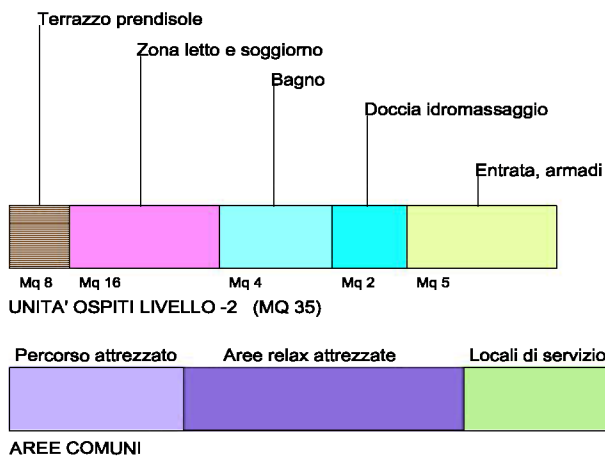 Terrazzo prendisole
Zona letto e soggiorno
Bagno
Doccia idromassaggio
Entrata, armadi
Mq 8 Mq 16 Mq 4 Mq 2 Mq 5
UNITA' OSPITI LIVELLO -2 (MQ 35)
Percorso attrezzato Aree relax attrezzate Locali di servizio
AREE COMUNI